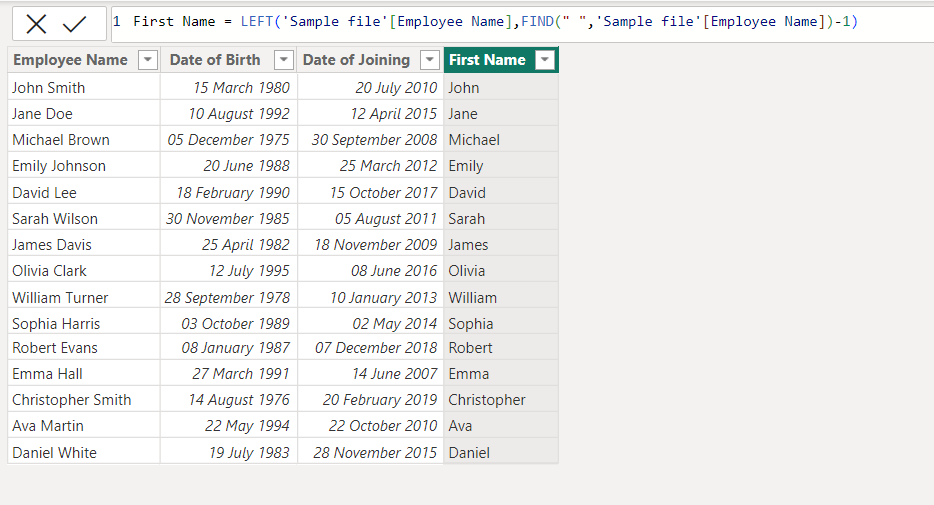 1 First Name = LEFT('Sample file'[Employee Name],FIND(" ",'Sample file'[Employee Name])-1)
Employee Name Date of Birth Date of Joining First Name
John Smith 15 March 1980 20 July 2010 John
Jane Doe 10 August 1992 12 April 2015 Jane
Michael Brown 05 December 1975 30 September 2008 Michael
Emily Johnson 20 June 1988 25 March 2012 Emily
David Lee 18 February 1990 15 October 2017 David
Sarah Wilson 30 November 1985 05 August 2011 Sarah
James Davis 25 April 1982 18 November 2009 James
Olivia Clark 12 July 1995 08 June 2016 Olivia
William Turner 28 September 1978 10 January 2013 William
Sophia Harris 03 October 1989 02 May 2014 Sophia
Robert Evans 08 January 1987 07 December 2018 Robert
Emma Hall 27 March 1991 14 June 2007 Emma
Christopher Smith 14 August 1976 20 February 2019 Christopher
Ava Martin 22 May 1994 22 October 2010 Ava
Daniel White 19 July 1983 28 November 2015 Daniel